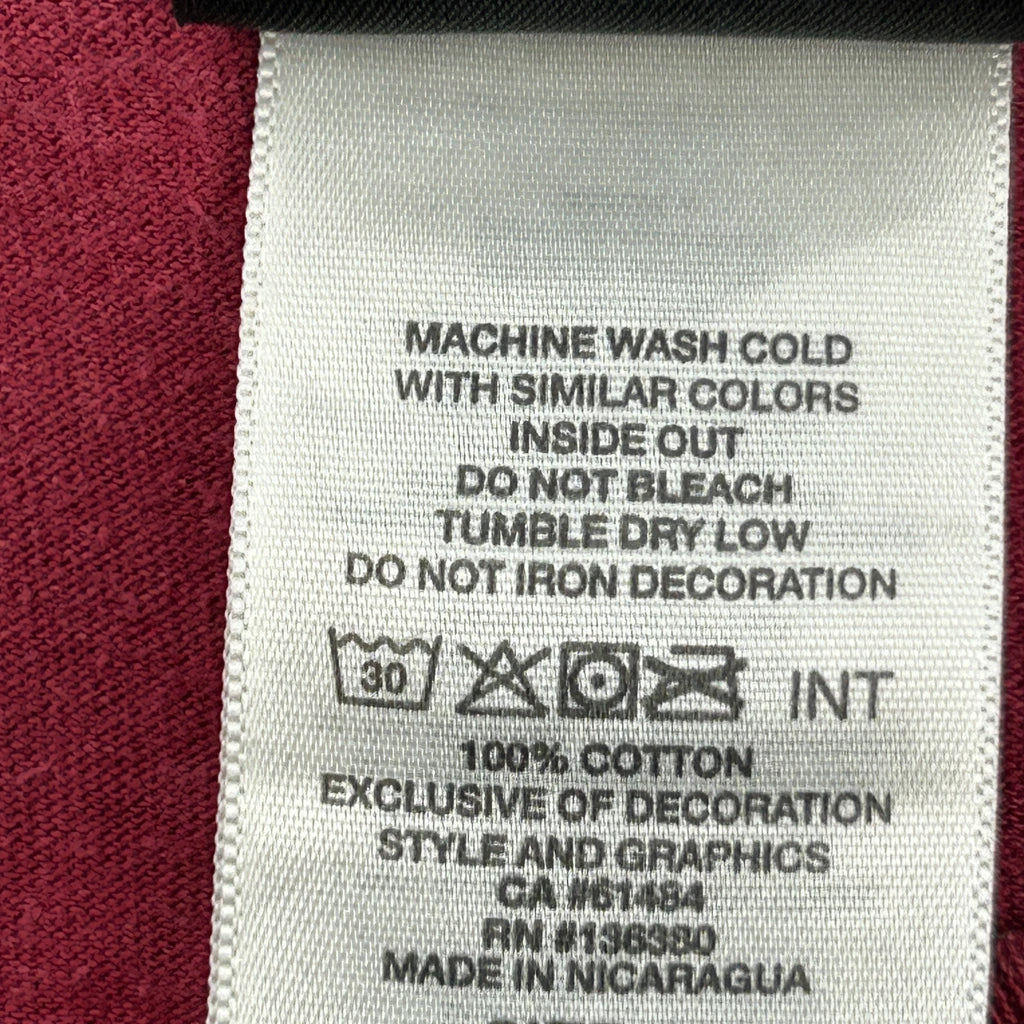 MACHINE WASH COLD
WITH SIMILAR COLORS
INSIDE OUT
DO NOT BLEACH
TUMBLE DRY LOW
DO NOT IRON DECORATION
30 INT
100% COTTON
EXCLUSIVE OF DECORATION
STYLE AND GRAPHICS
CA #61484
RN #136380
MADE IN NICARAGUA